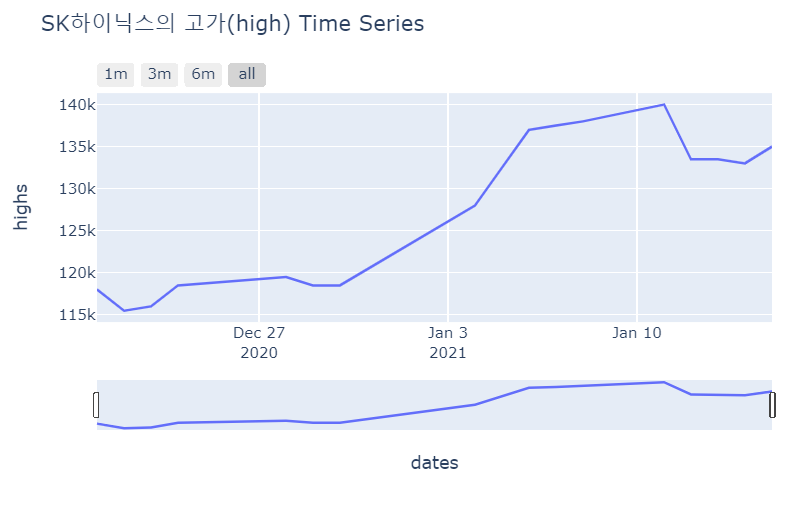 SK하이닉스의 고가(high) Time Series
1m 3m 6m all
140k
135k
130k
125k
120k
115k
highs
Dec 27 Jan 3 Jan 10
2020 2021
dates